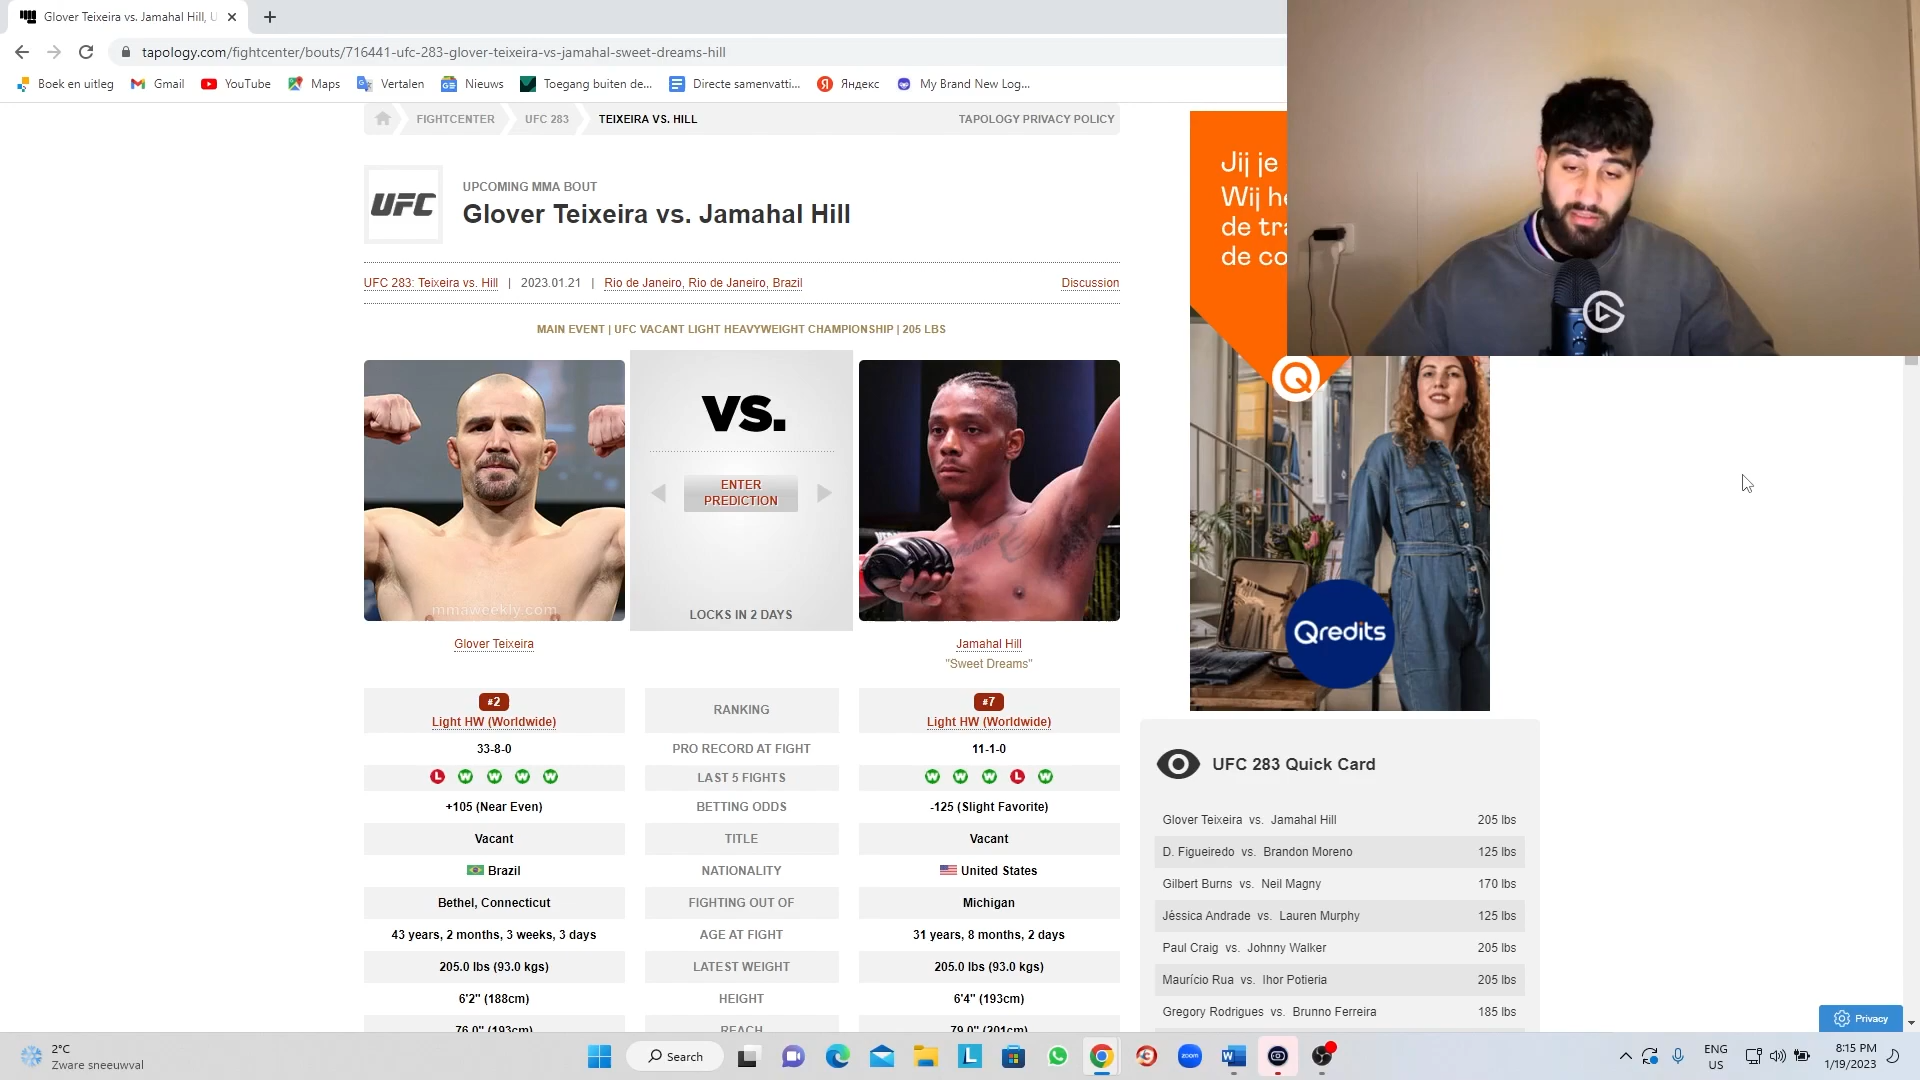 Glover Teixeira vs. Jamahal Hill, U
tapology.com/fightcenter/bouts/716441-ufc-283-glover-teixeira-vs-jamahal-sweet-dreams-hill
Boek en uitleg
Gmail
YouTube
Maps
Vertalen
Nieuws
Toegang buiten de...
Directe samenvatti...
Яндекс
My Brand New Log...
FIGHTCENTER
UFC 283
TEIXEIRA VS. HILL
TAPOLOGY PRIVACY POLICY
UFC
UPCOMING MMA BOUT
Glover Teixeira vs. Jamahal Hill
UFC 283: Teixeira vs. Hill | 2023.01.21 | Rio de Janeiro, Rio de Janeiro, Brazil
Discussion
MAIN EVENT | UFC VACANT LIGHT HEAVYWEIGHT CHAMPIONSHIP | 205 LBS
VS.
ENTER
PREDICTION
LOCKS IN 2 DAYS
mmaweekly.com
Glover Teixeira
Jamahal Hill
"Sweet Dreams"
#2
Light HW (Worldwide)
RANKING
#7
Light HW (Worldwide)
33-8-0
PRO RECORD AT FIGHT
11-1-0
L W W W W
LAST 5 FIGHTS
W W W L W
+105 (Near Even)
BETTING ODDS
-125 (Slight Favorite)
Vacant
TITLE
Vacant
Brazil
NATIONALITY
United States
Bethel, Connecticut
FIGHTING OUT OF
Michigan
43 years, 2 months, 3 weeks, 3 days
AGE AT FIGHT
31 years, 8 months, 2 days
205.0 lbs (93.0 kgs)
LATEST WEIGHT
205.0 lbs (93.0 kgs)
6'2" (188cm)
HEIGHT
6'4" (193cm)
76.0" (193cm)
REACH
79.0" (201cm)
Jij je
Wij he
de tra
de co
Q
Qredits
UFC 283 Quick Card
Glover Teixeira vs. Jamahal Hill 205 lbs
D. Figueiredo vs. Brandon Moreno 125 lbs
Gilbert Burns vs. Neil Magny 170 lbs
Jéssica Andrade vs. Lauren Murphy 125 lbs
Paul Craig vs. Johnny Walker 205 lbs
Maurício Rua vs. Ihor Potieria 205 lbs
Gregory Rodrigues vs. Brunno Ferreira 185 lbs
Privacy
2°C
Zware sneeuwval
Search
L
zoom
ENG
US
8:15 PM
1/19/2023